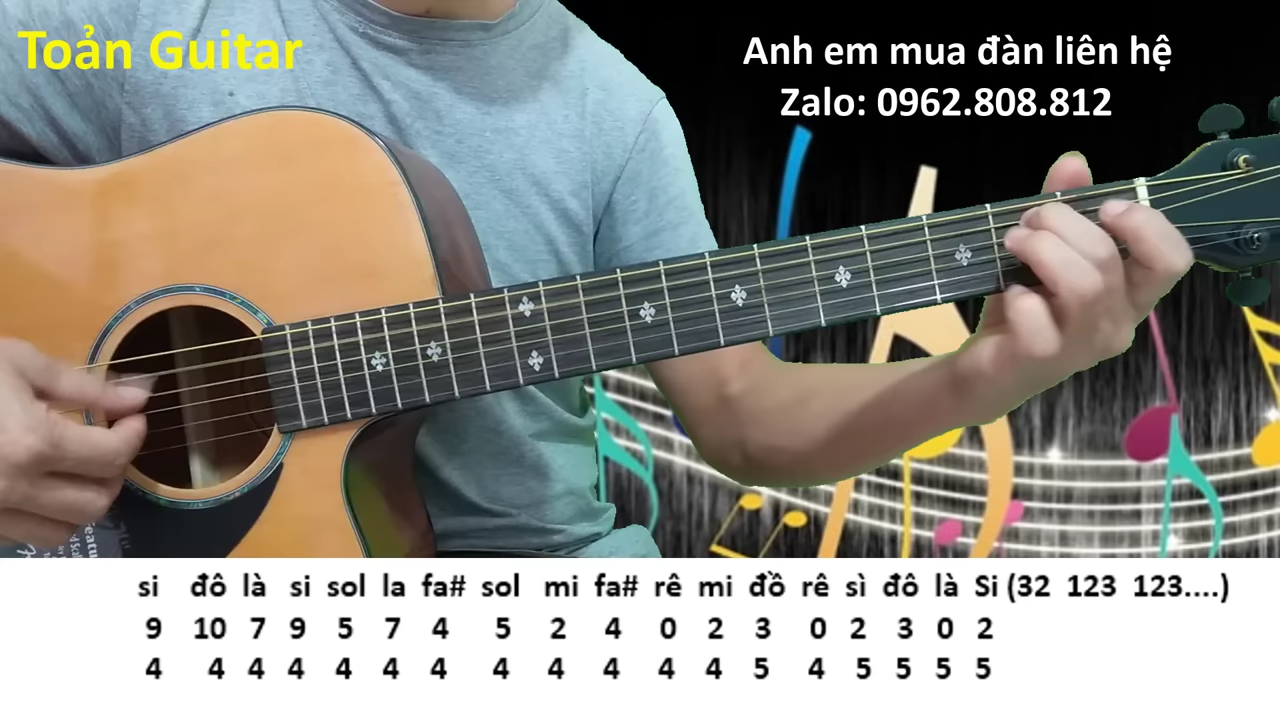 Toản Guitar
Anh em mua đàn liên hệ
Zalo: 0962.808.812
si đô là si sol la fa# sol mi fa# rê mi đồ rê sì đô là Si (32 123 123....)
9 10 7 9 5 7 4 5 2 4 0 2 3 0 2 3 0 2
4 4 4 4 4 4 4 4 4 4 4 4 5 4 5 5 5 5